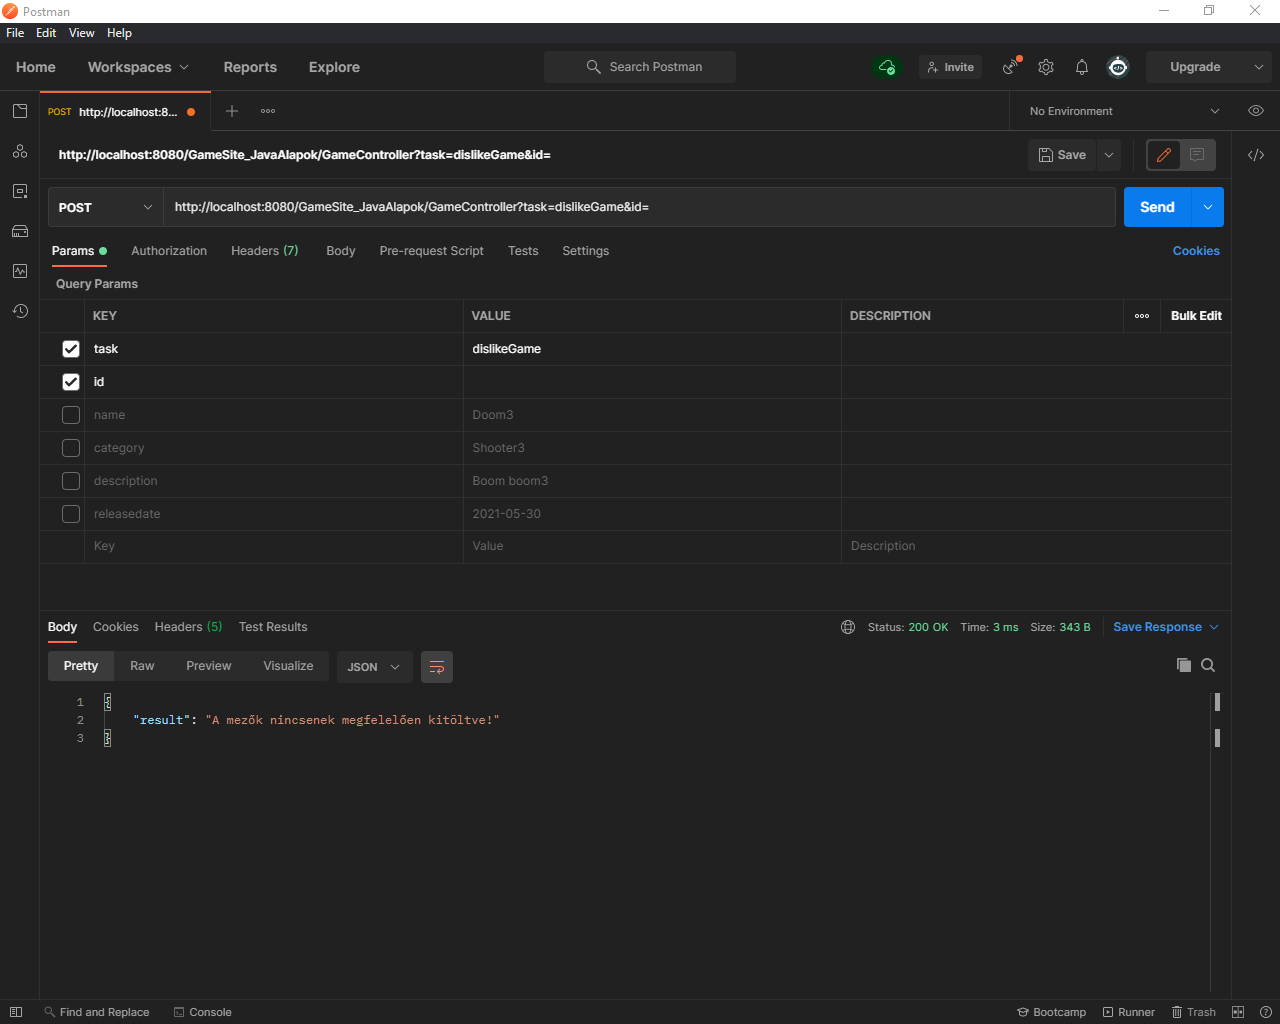 Postman
File Edit View Help
Home Workspaces Reports Explore Search Postman Invite Upgrade
POST http://localhost:8... No Environment
http://localhost:8080/GameSite_JavaAlapok/GameController?task=dislikeGame&id= Save
POST http://localhost:8080/GameSite_JavaAlapok/GameController?task=dislikeGame&id= Send
Params Authorization Headers (7) Body Pre-request Script Tests Settings Cookies
Query Params
KEY VALUE DESCRIPTION Bulk Edit
task dislikeGame
id
name Doom3
category Shooter3
description Boom boom3
releasedate 2021-05-30
Key Value Description
Body Cookies Headers (5) Test Results Status: 200 OK Time: 3 ms Size: 343 B Save Response
Pretty Raw Preview Visualize JSON
1 {
2 "result": "A mezők nincsenek megfelelően kitöltve!"
3 }
Find and Replace Console Bootcamp Runner Trash